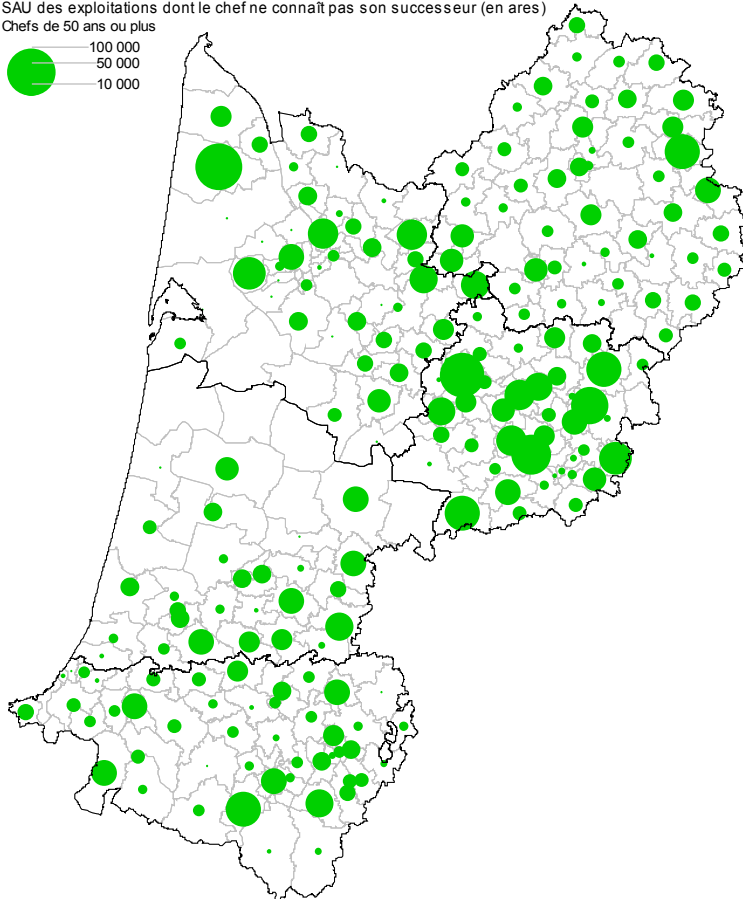 SAU des exploitations dont le chef ne connaît pas son successeur (en ares)
Chefs de 50 ans ou plus
100 000
50 000
10 000